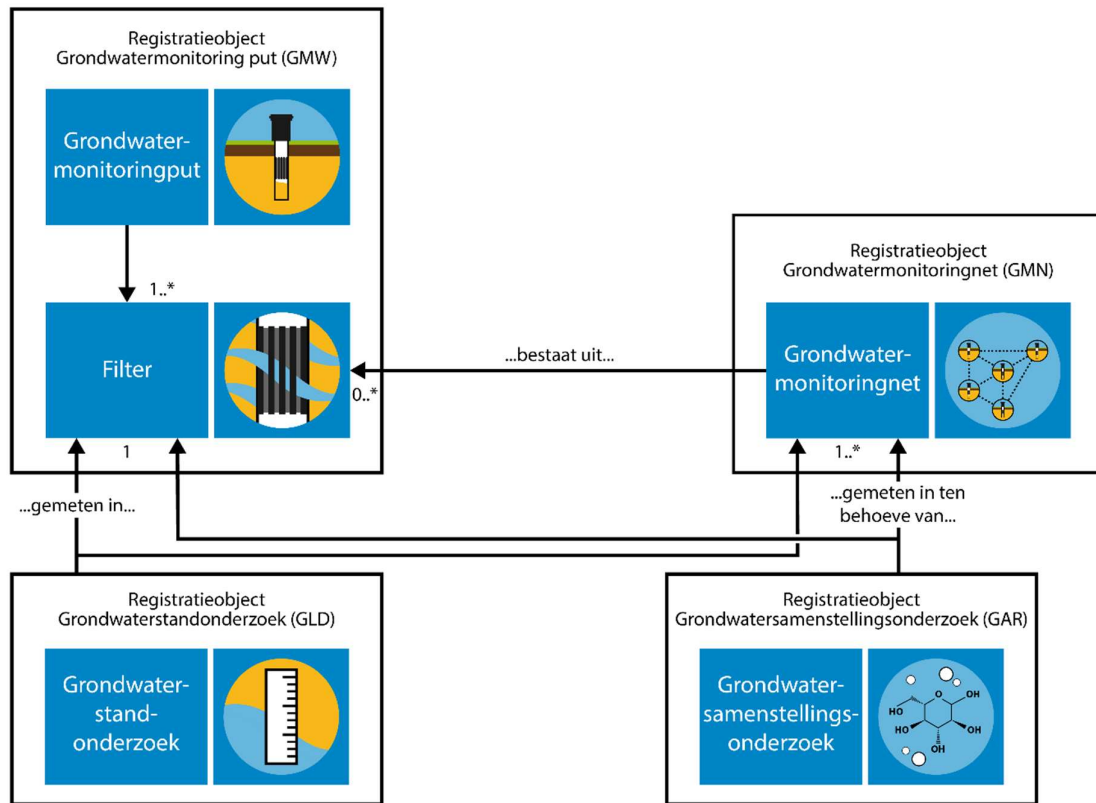 Registratieobject
Grondwatermonitoring put (GMW)
Grondwater-
monitoringput
1..*
Filter
0..*
1
...bestaat uit...
Registratieobject
Grondwatermonitoringnet (GMN)
Grondwater-
monitoringnet
1..*
...gemeten in...
...gemeten in ten
behoeve van...
Registratieobject
Grondwaterstandonderzoek (GLD)
Grondwater-
stand-
onderzoek
Registratieobject
Grondwatersamenstellingsonderzoek (GAR)
Grondwater-
samenstellings-
onderzoek
O
OH
HO
HO
OH
OH